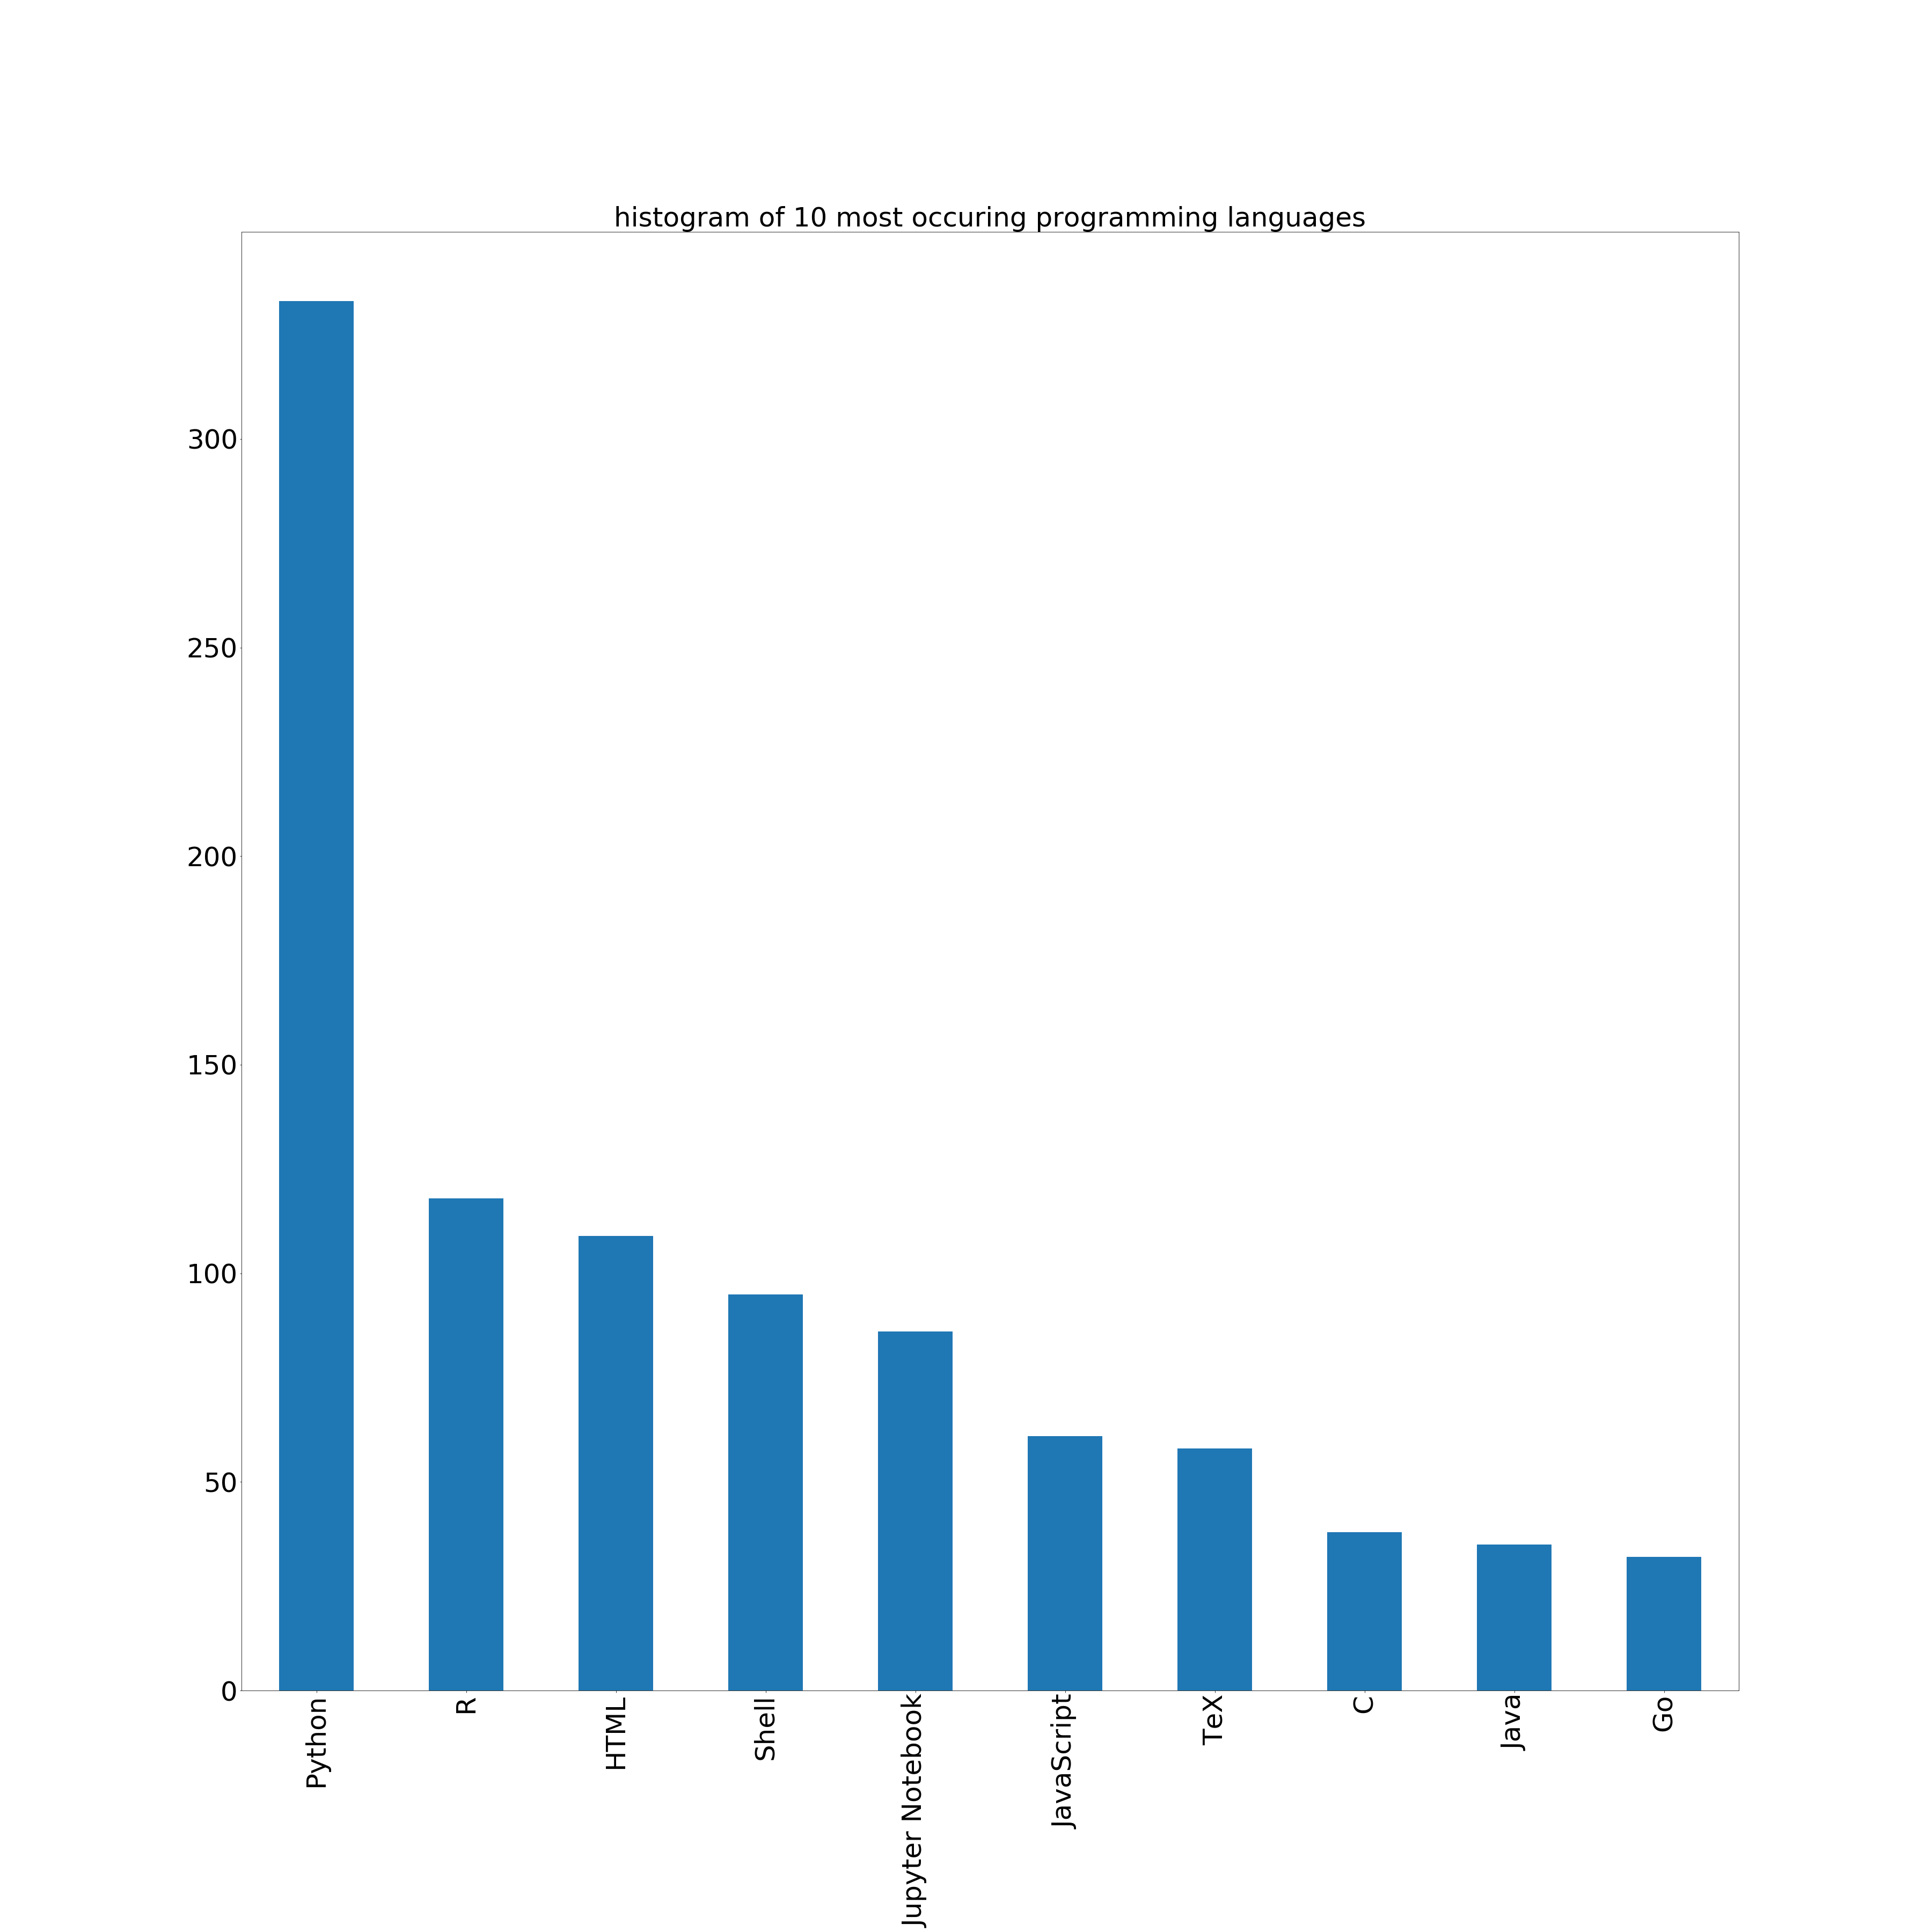 histogram of 10 most occuring programming languages
300
250
200
150
100
50
0
Python
R
HTML
Shell
Jupyter Notebook
JavaScript
TeX
C
Java
Go